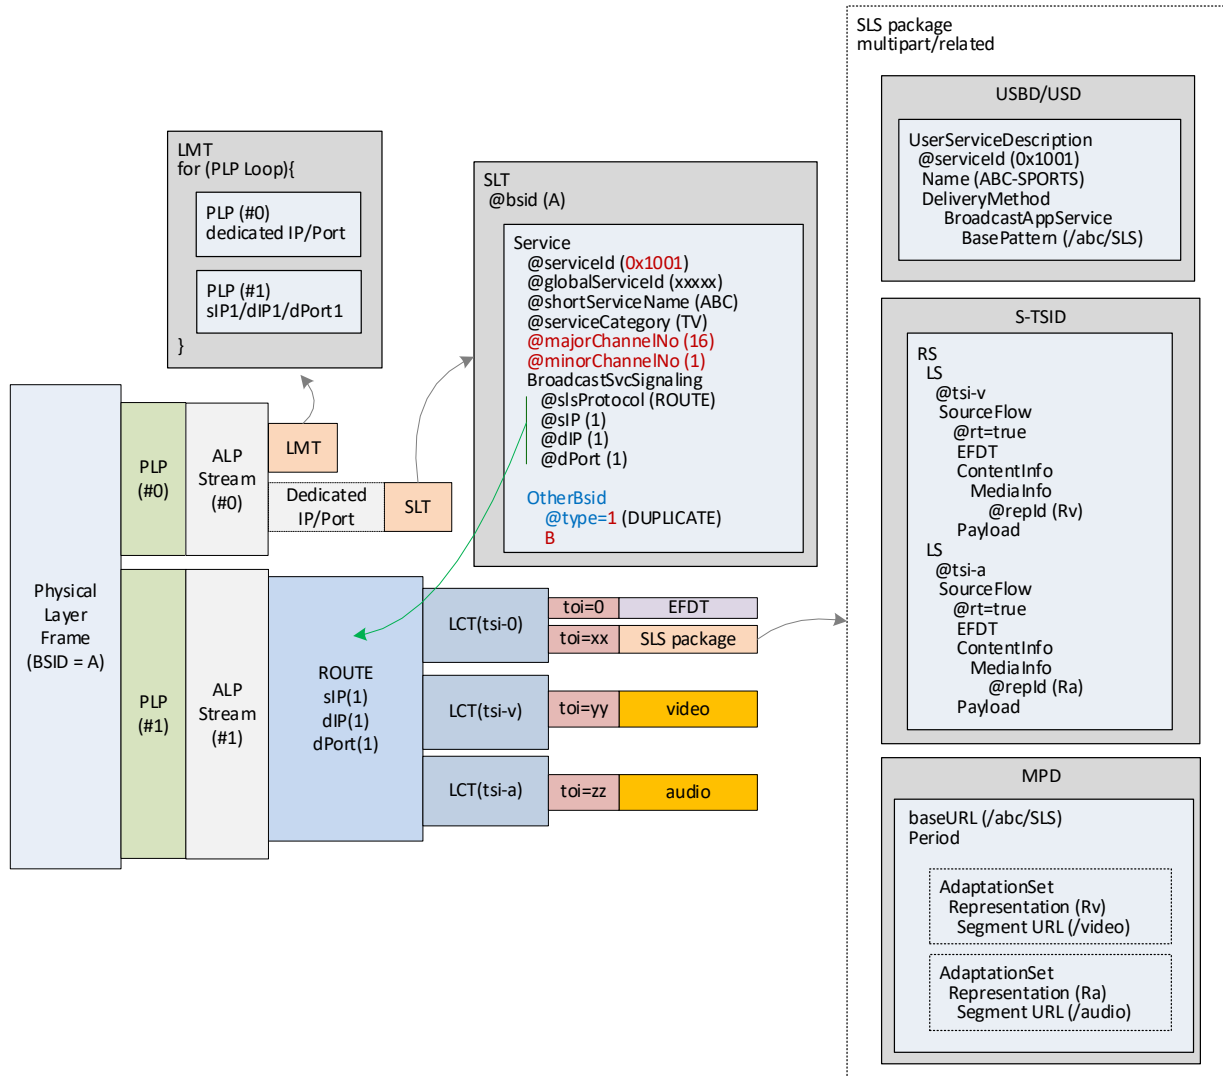 LMT
for (PLP Loop){
PLP (#0)
dedicated IP/Port
PLP (#1)
sIP1/dIP1/dPort1
}
SLT
@bsid (A)
Service
@serviceId (0x1001)
@globalServiceId (xxxxx)
@shortServiceName (ABC)
@serviceCategory (TV)
@majorChannelNo (16)
@minorChannelNo (1)
BroadcastSvcSignaling
@slsProtocol (ROUTE)
@sIP (1)
@dIP (1)
@dPort (1)
OtherBsid
@type=1 (DUPLICATE)
B
Physical
Layer
Frame
(BSID = A)
PLP
(#0)
ALP
Stream
(#0)
LMT
Dedicated
IP/Port
SLT
PLP
(#1)
ALP
Stream
(#1)
ROUTE
sIP(1)
dIP(1)
dPort(1)
LCT(tsi-0)
toi=0
EFDT
toi=xx
SLS package
LCT(tsi-v)
toi=yy
video
LCT(tsi-a)
toi=zz
audio
SLS package
multipart/related
USBD/USD
UserServiceDescription
@serviceId (0x1001)
Name (ABC-SPORTS)
DeliveryMethod
BroadcastAppService
BasePattern (/abc/SLS)
S-TSID
RS
LS
@tsi-v
SourceFlow
@rt=true
EFDT
ContentInfo
MediaInfo
@repId (Rv)
Payload
LS
@tsi-a
SourceFlow
@rt=true
EFDT
ContentInfo
MediaInfo
@repId (Ra)
Payload
MPD
baseURL (/abc/SLS)
Period
AdaptationSet
Representation (Rv)
Segment URL (/video)
AdaptationSet
Representation (Ra)
Segment URL (/audio)